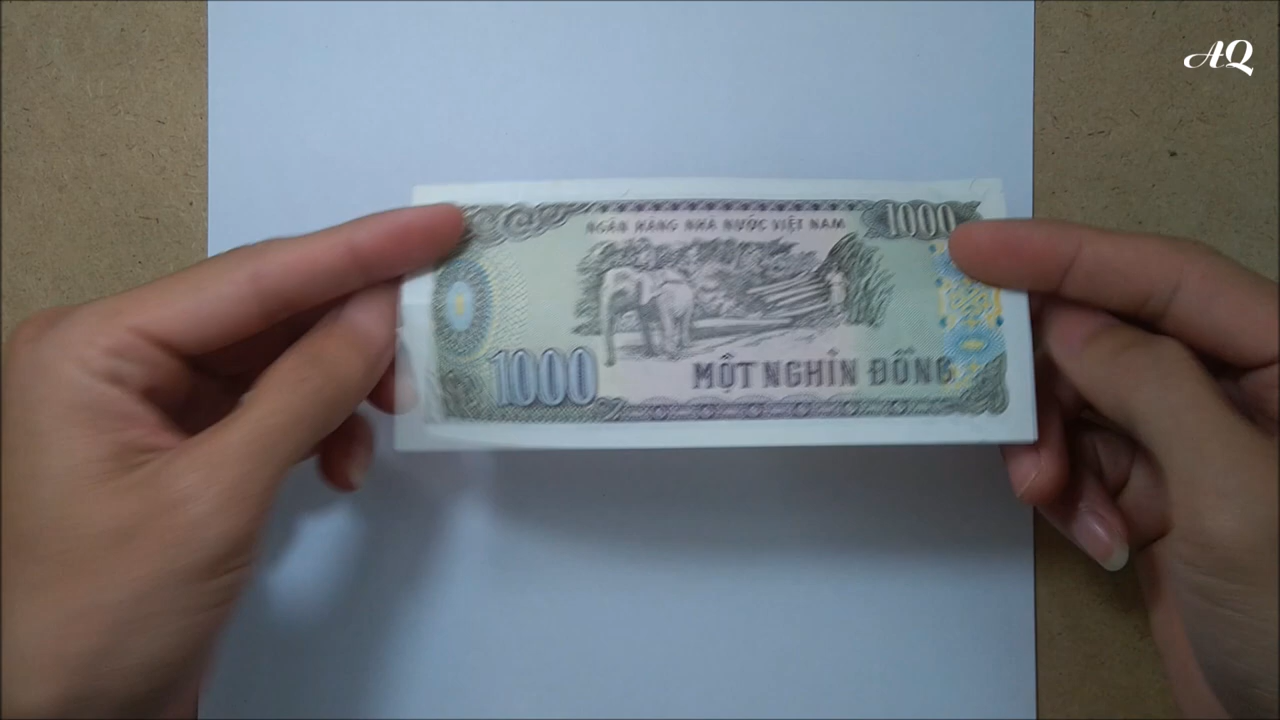 AQ
NGÂN HÀNG NHÀ NƯỚC VIỆT NAM
1000
1000
MỘT NGHÌN ĐỒNG